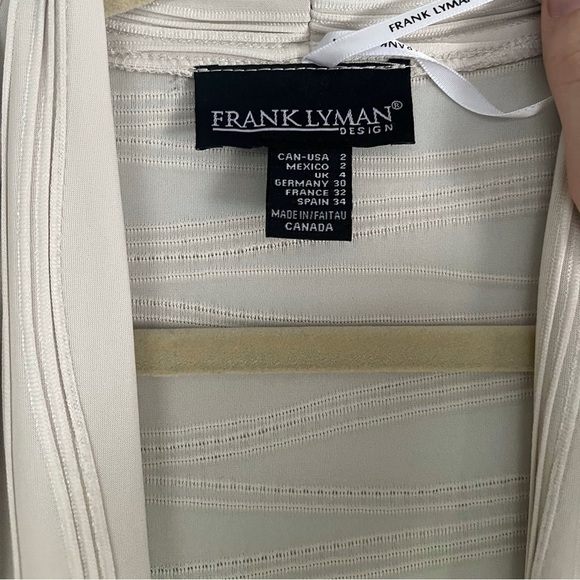 FRANK LYMAN
FRANK LYMAN®
DESIGN
CAN-USA 2
MEXICO 2
UK 4
GERMANY 30
FRANCE 32
SPAIN 34
MADE IN/FAIT AU
CANADA